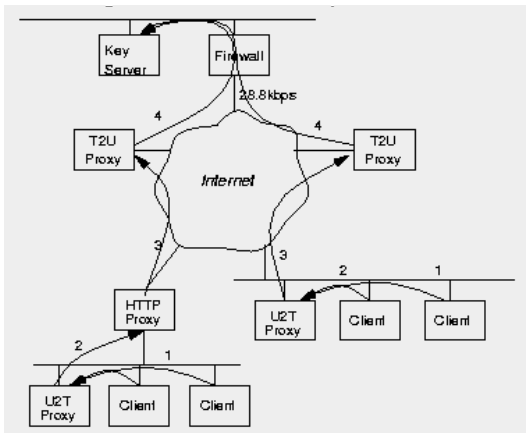 Key
Server
Firewall
28.8kbps
4
4
T2U
Proxy
T2U
Proxy
Internet
3
3
2
1
HTTP
Proxy
U2T
Proxy
Client
Client
2
1
U2T
Proxy
Client
Client